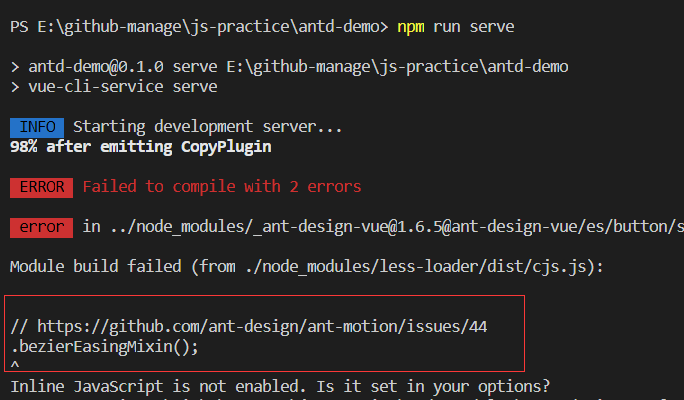 PS E:\github-manage\js-practice\antd-demo> npm run serve
> antd-demo@0.1.0 serve E:\github-manage\js-practice\antd-demo
> vue-cli-service serve
INFO Starting development server...
98% after emitting CopyPlugin
ERROR Failed to compile with 2 errors
error in ../node_modules/_ant-design-vue@1.6.5@ant-design-vue/es/button/s
Module build failed (from ./node_modules/less-loader/dist/cjs.js):
// https://github.com/ant-design/ant-motion/issues/44
.bezierEasingMixin();
^
Inline JavaScript is not enabled. Is it set in your options?